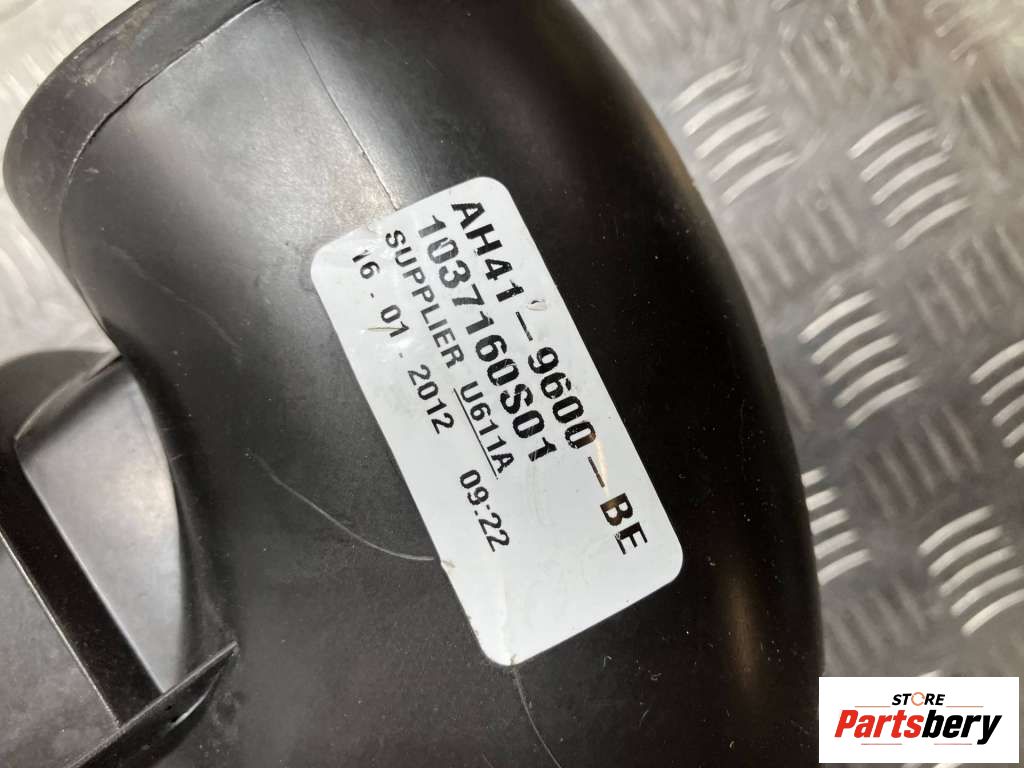 AH41-9600-BE
1037160S01
SUPPLIER U611A
16-01-2012 09:22
STORE
Partsbery